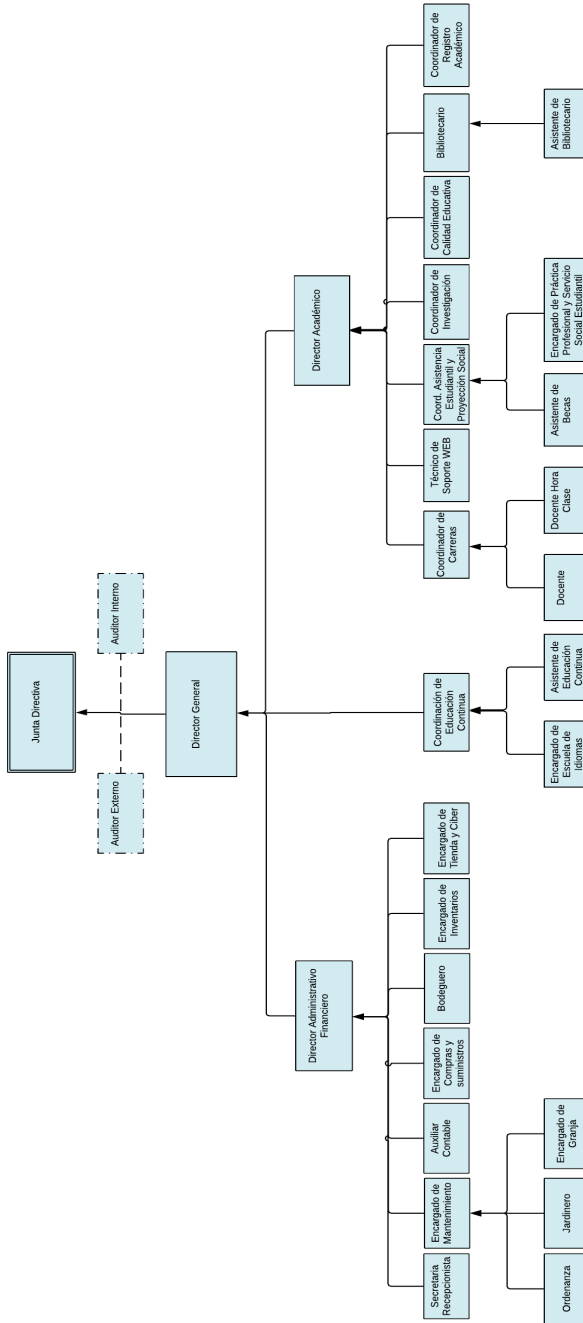 Junta Directiva
Auditor Externo
Auditor Interno
Director General
Director Administrativo
Financiero
Director Académico
Secretaria
Recepcionista
Encargado de
Mantenimiento
Auxiliar
Contable
Encargado de
Compras y
suministros
Bodeguero
Encargado de
Inventarios
Encargado de
Tienda y Ciber
Coordinación de
Educación
Continua
Coordinador de
Carreras
Técnico de
Soporte WEB
Coord. Asistencia
Estudiantil y
Proyección Social
Coordinador de
Investigación
Coordinador de
Calidad Educativa
Bibliotecario
Coordinador de
Registro
Académico
Ordenanza
Jardinero
Encargado de
Granja
Encargado de
Escuela de
Idiomas
Asistente de
Educación
Continua
Docente
Docente Hora
Clase
Asistente de
Becas
Encargado de Práctica
Profesional y Servicio
Social Estudiantil
Asistente de
Bibliotecario